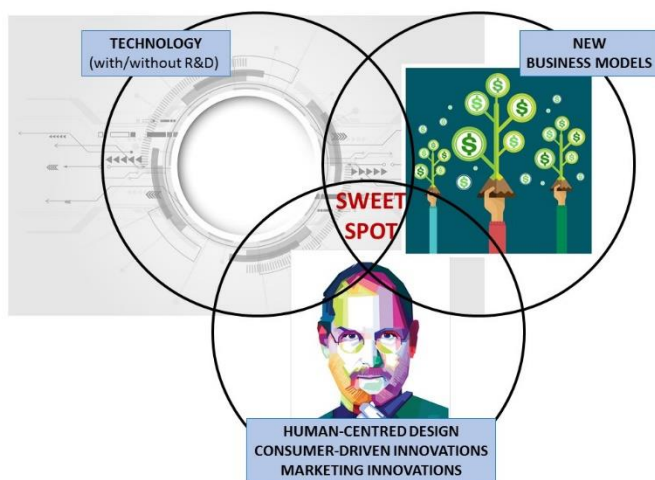 TECHNOLOGY
(with/without R&D)
NEW
BUSINESS MODELS
SWEET
SPOT
HUMAN-CENTRED DESIGN
CONSUMER-DRIVEN INNOVATIONS
MARKETING INNOVATIONS